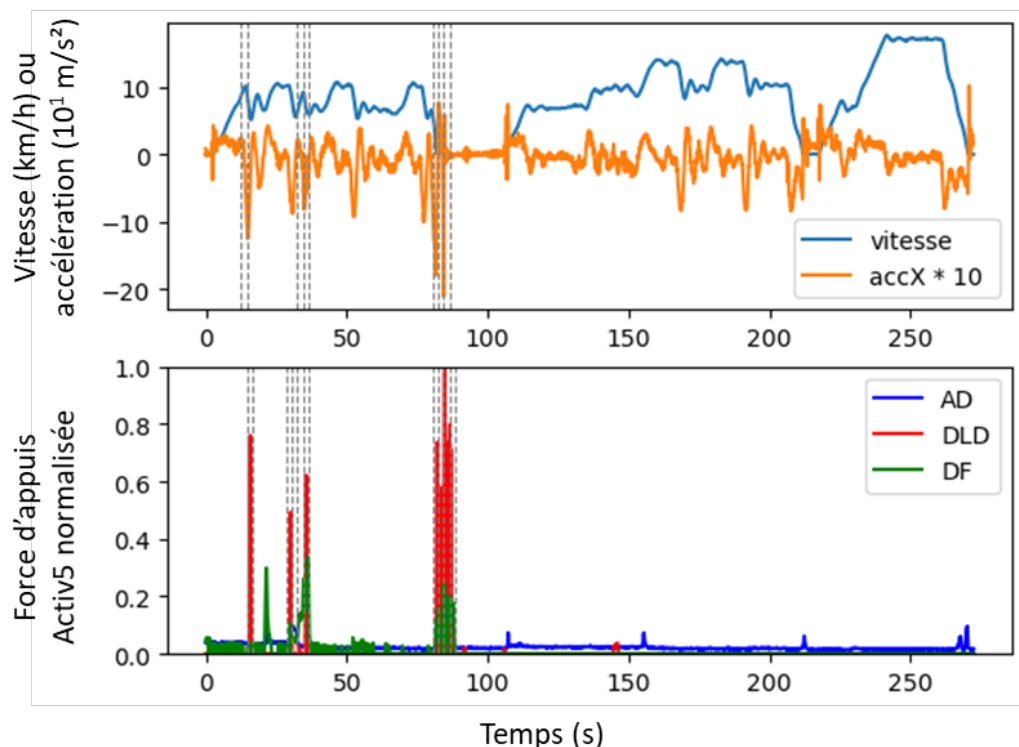 Vitesse (km/h) ou
accélération (10¹ m/s²)
10
0
−10
−20
vitesse
accX * 10
0 50 100 150 200 250
Force d'appuis
Activ5 normalisée
1.0
0.8
0.6
0.4
0.2
0.0
AD
DLD
DF
0 50 100 150 200 250
Temps (s)